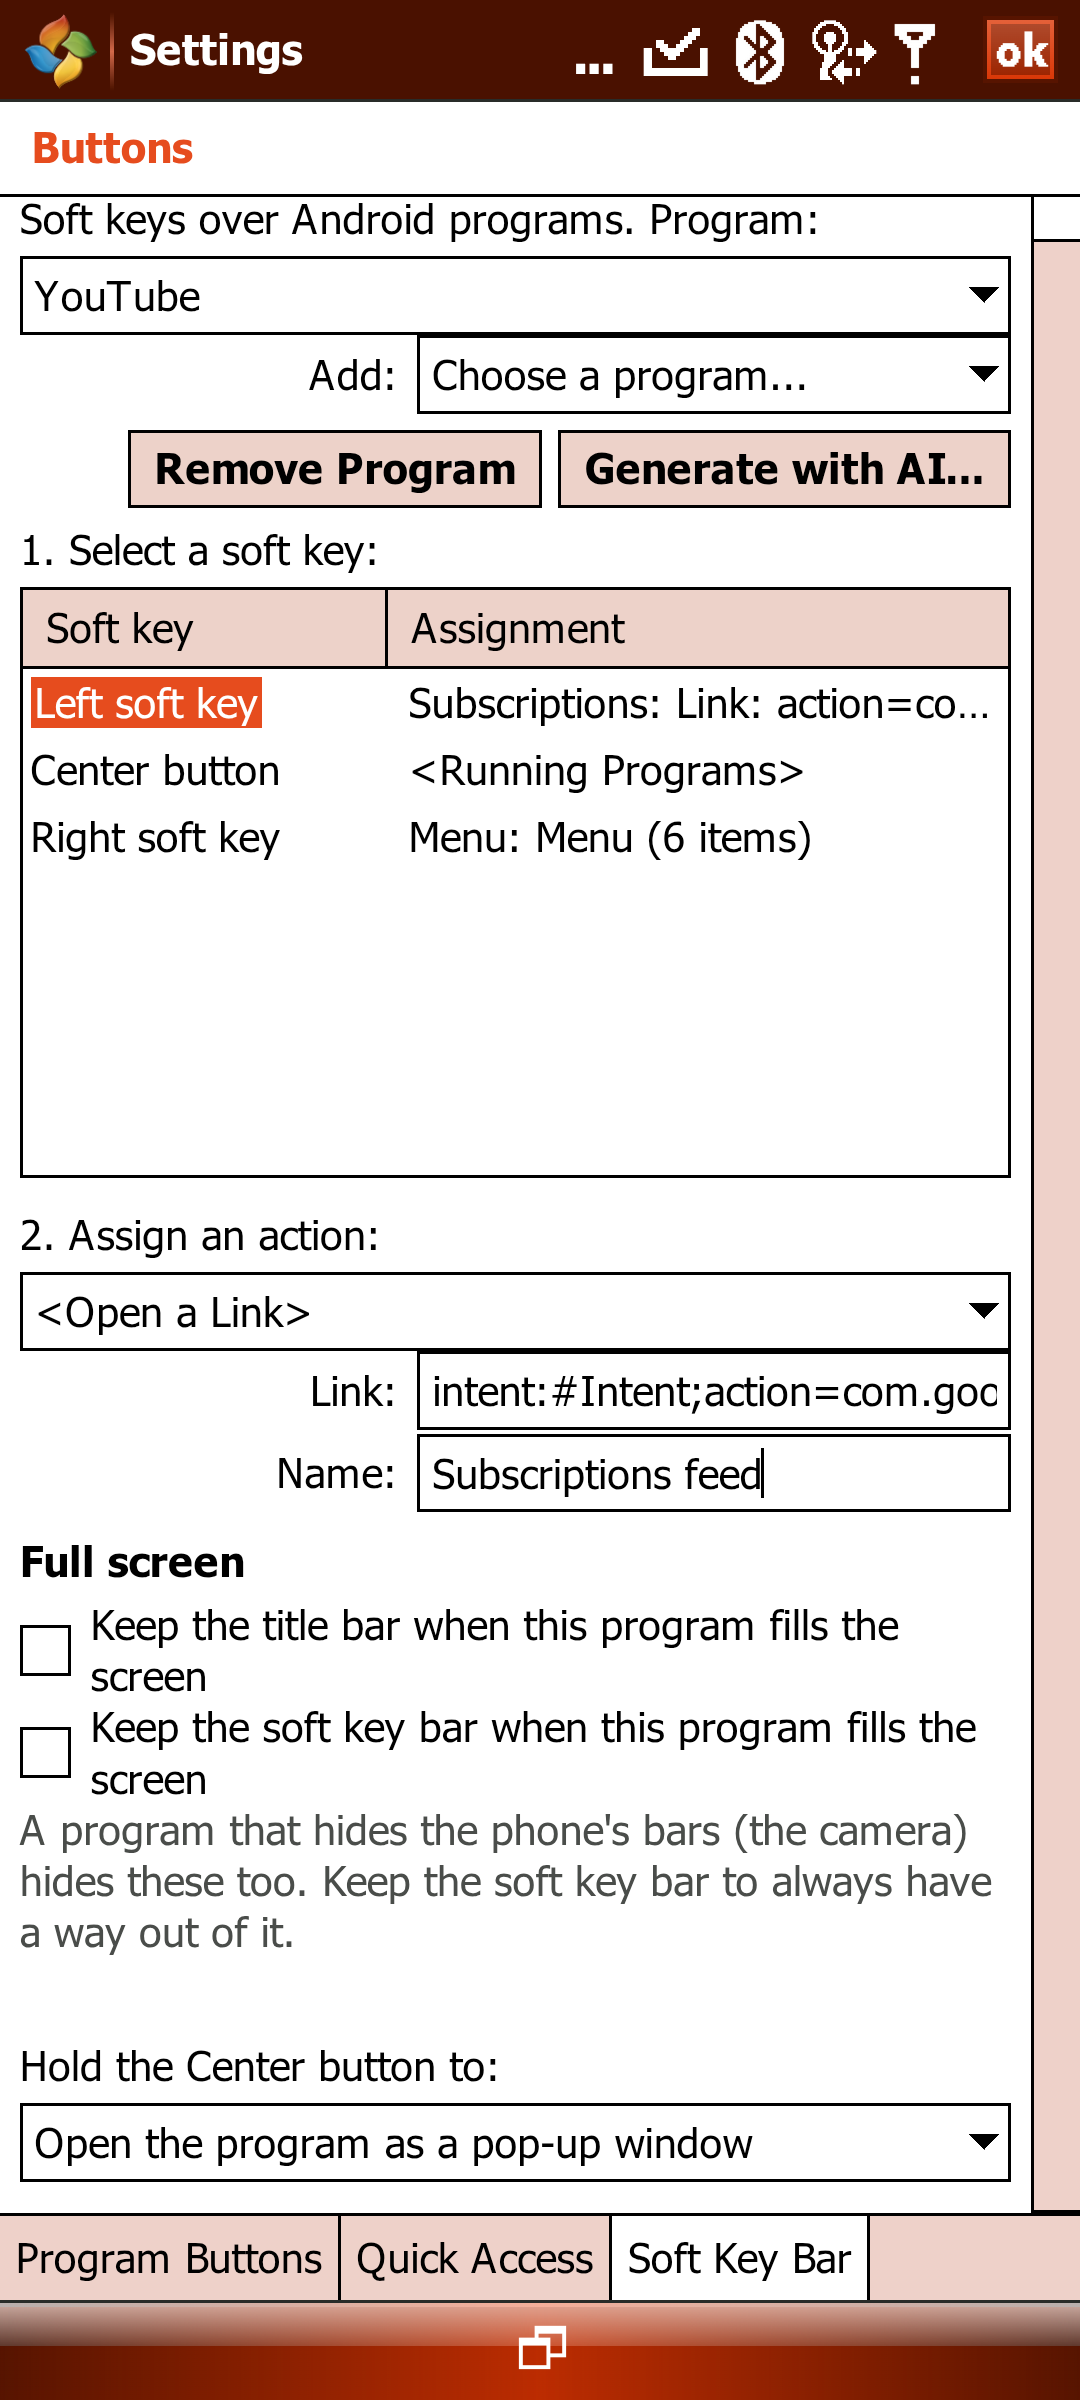 Settings
...
ok
Buttons
Soft keys over Android programs. Program:
YouTube
Add: Choose a program...
Remove Program Generate with AI...
1. Select a soft key:
Soft key Assignment
Left soft key Subscriptions: Link: action=co...
Center button <Running Programs>
Right soft key Menu: Menu (6 items)
2. Assign an action:
<Open a Link>
Link: intent:#Intent;action=com.goo
Name: Subscriptions feed
Full screen
Keep the title bar when this program fills the
screen
Keep the soft key bar when this program fills the
screen
A program that hides the phone's bars (the camera)
hides these too. Keep the soft key bar to always have
a way out of it.
Hold the Center button to:
Open the program as a pop-up window
Program Buttons Quick Access Soft Key Bar